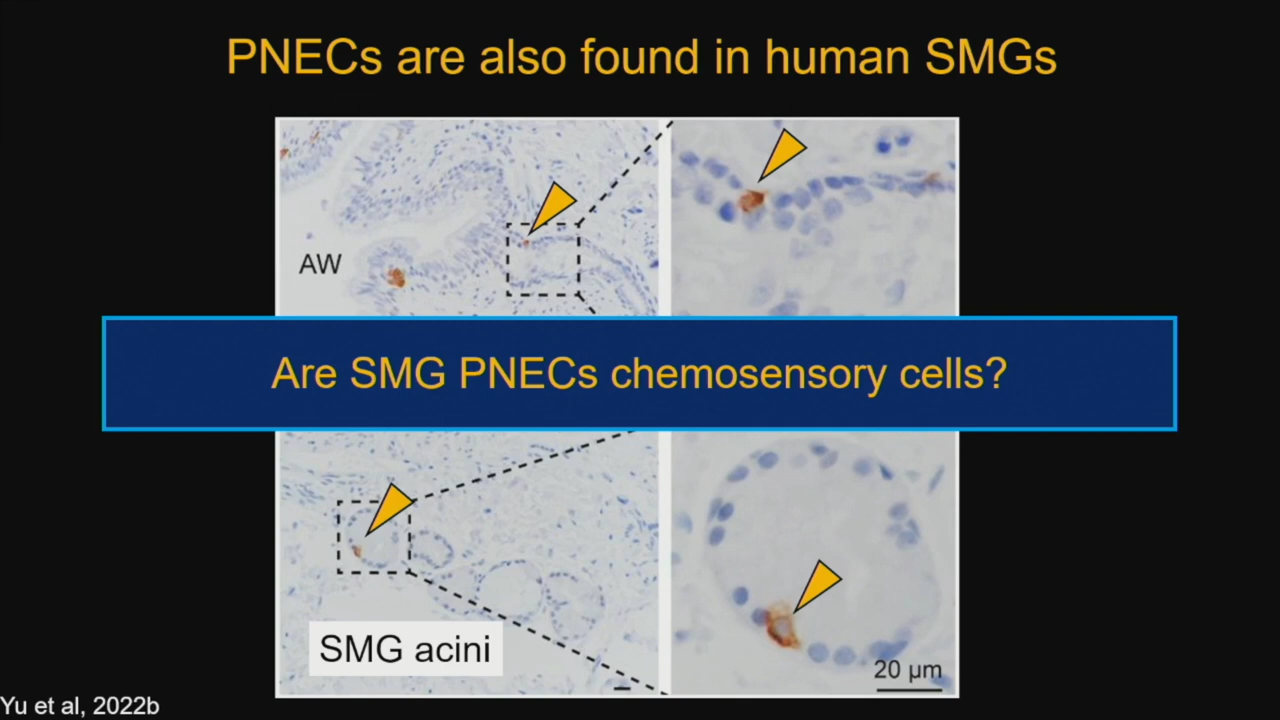 PNECs are also found in human SMGs
AW
Are SMG PNECs chemosensory cells?
SMG acini
20 µm
Yu et al, 2022b